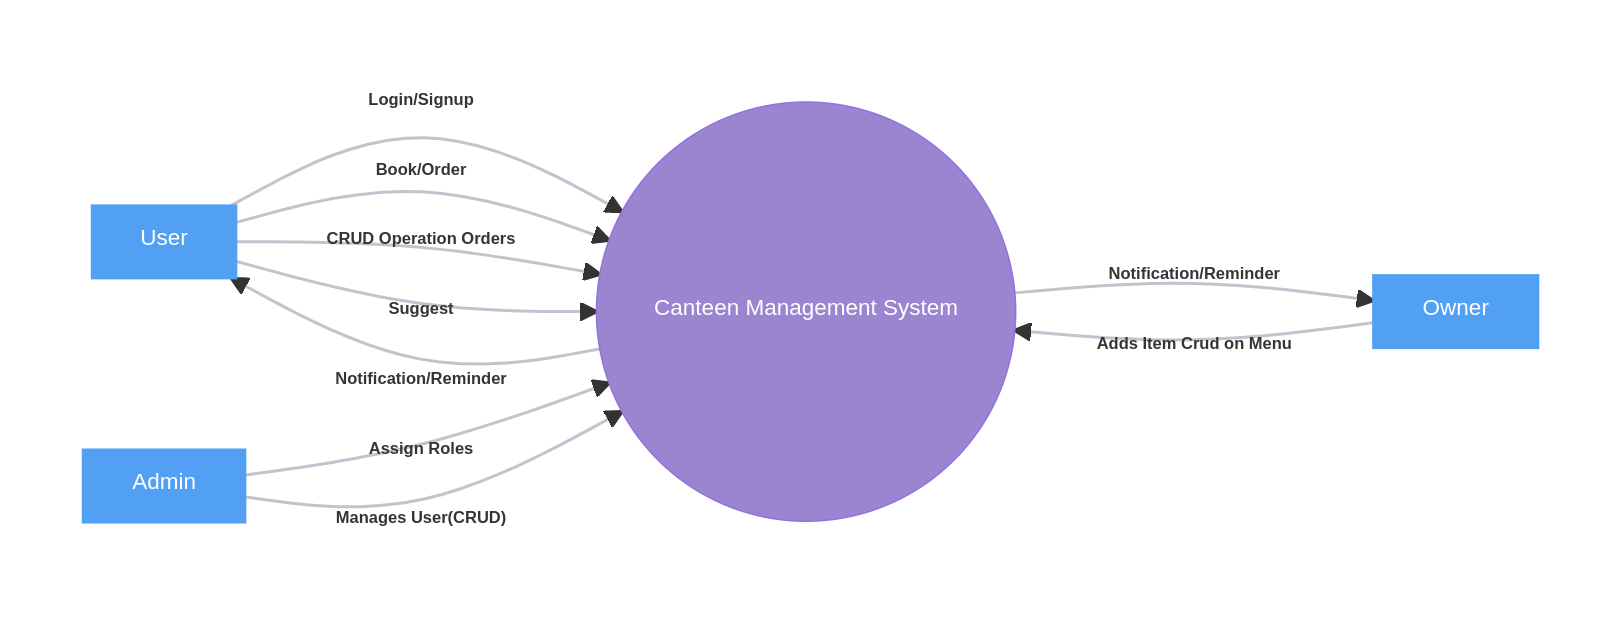 Login/Signup
Book/Order
User
CRUD Operation Orders
Suggest
Notification/Reminder
Admin
Assign Roles
Manages User(CRUD)
Canteen Management System
Notification/Reminder
Owner
Adds Item Crud on Menu